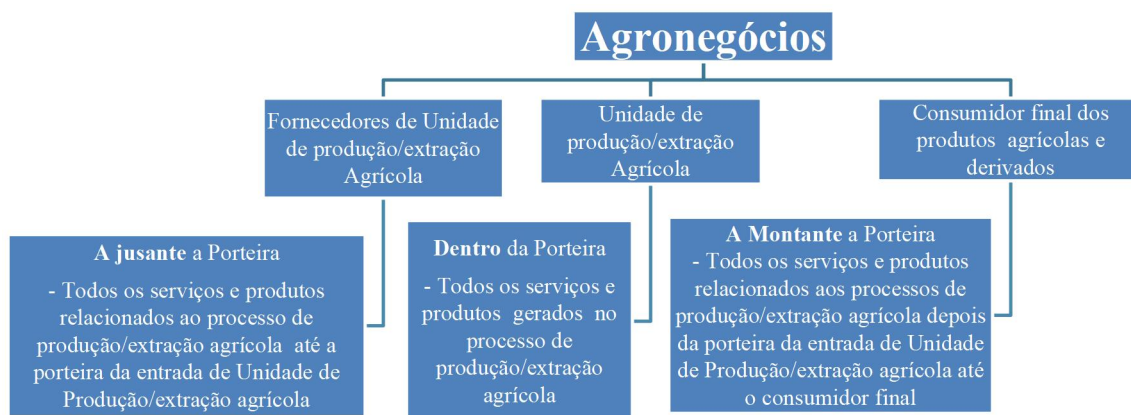 Agronegócios
Fornecedores de Unidade
de produção/extração
Agrícola
Unidade de
produção/extração
Agrícola
Consumidor final dos
produtos agrícolas e
derivados
A jusante a Porteira
- Todos os serviços e produtos
relacionados ao processo de
produção/extração agrícola até a
porteira da entrada de Unidade de
Produção/extração agrícola
Dentro da Porteira
- Todos os serviços e
produtos gerados no
processo de
produção/extração
agrícola
A Montante a Porteira
- Todos os serviços e produtos
relacionados aos processos de
produção/extração agrícola depois
da porteira da entrada de Unidade
de Produção/extração agrícola até
o consumidor final